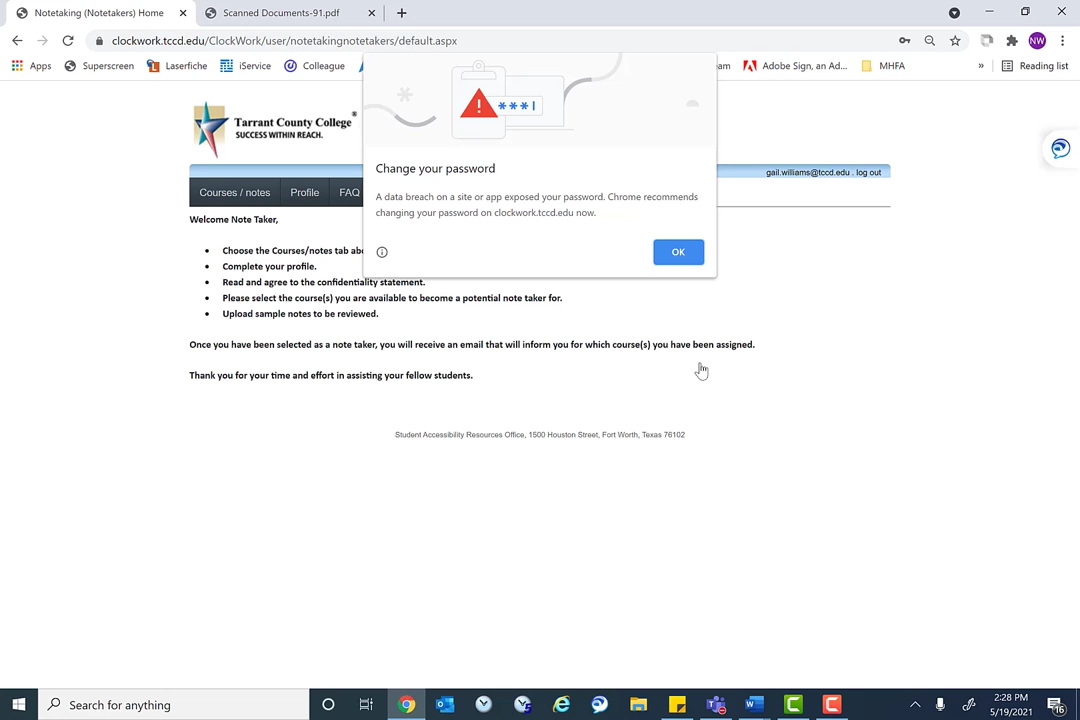 Notetaking (Notetakers) Home
Scanned Documents-91.pdf
clockwork.tccd.edu/ClockWork/user/notetakingnotetakers/default.aspx
NW
Apps
Superscreen
Laserfiche
iService
Colleague
am
Adobe Sign, an Ad...
MHFA
»
Reading list
***
Tarrant County College®
SUCCESS WITHIN REACH.
Change your password
A data breach on a site or app exposed your password. Chrome recommends
changing your password on clockwork.tccd.edu now.
OK
gail.williams@tccd.edu . log out
Courses / notes
Profile
FAQ
Welcome Note Taker,
• Choose the Courses/notes tab abo
• Complete your profile.
• Read and agree to the confidentiality statement.
• Please select the course(s) you are available to become a potential note taker for.
• Upload sample notes to be reviewed.
Once you have been selected as a note taker, you will receive an email that will inform you for which course(s) you have been assigned.
Thank you for your time and effort in assisting your fellow students.
Student Accessibility Resources Office, 1500 Houston Street, Fort Worth, Texas 76102
Search for anything
2:28 PM
5/19/2021
16